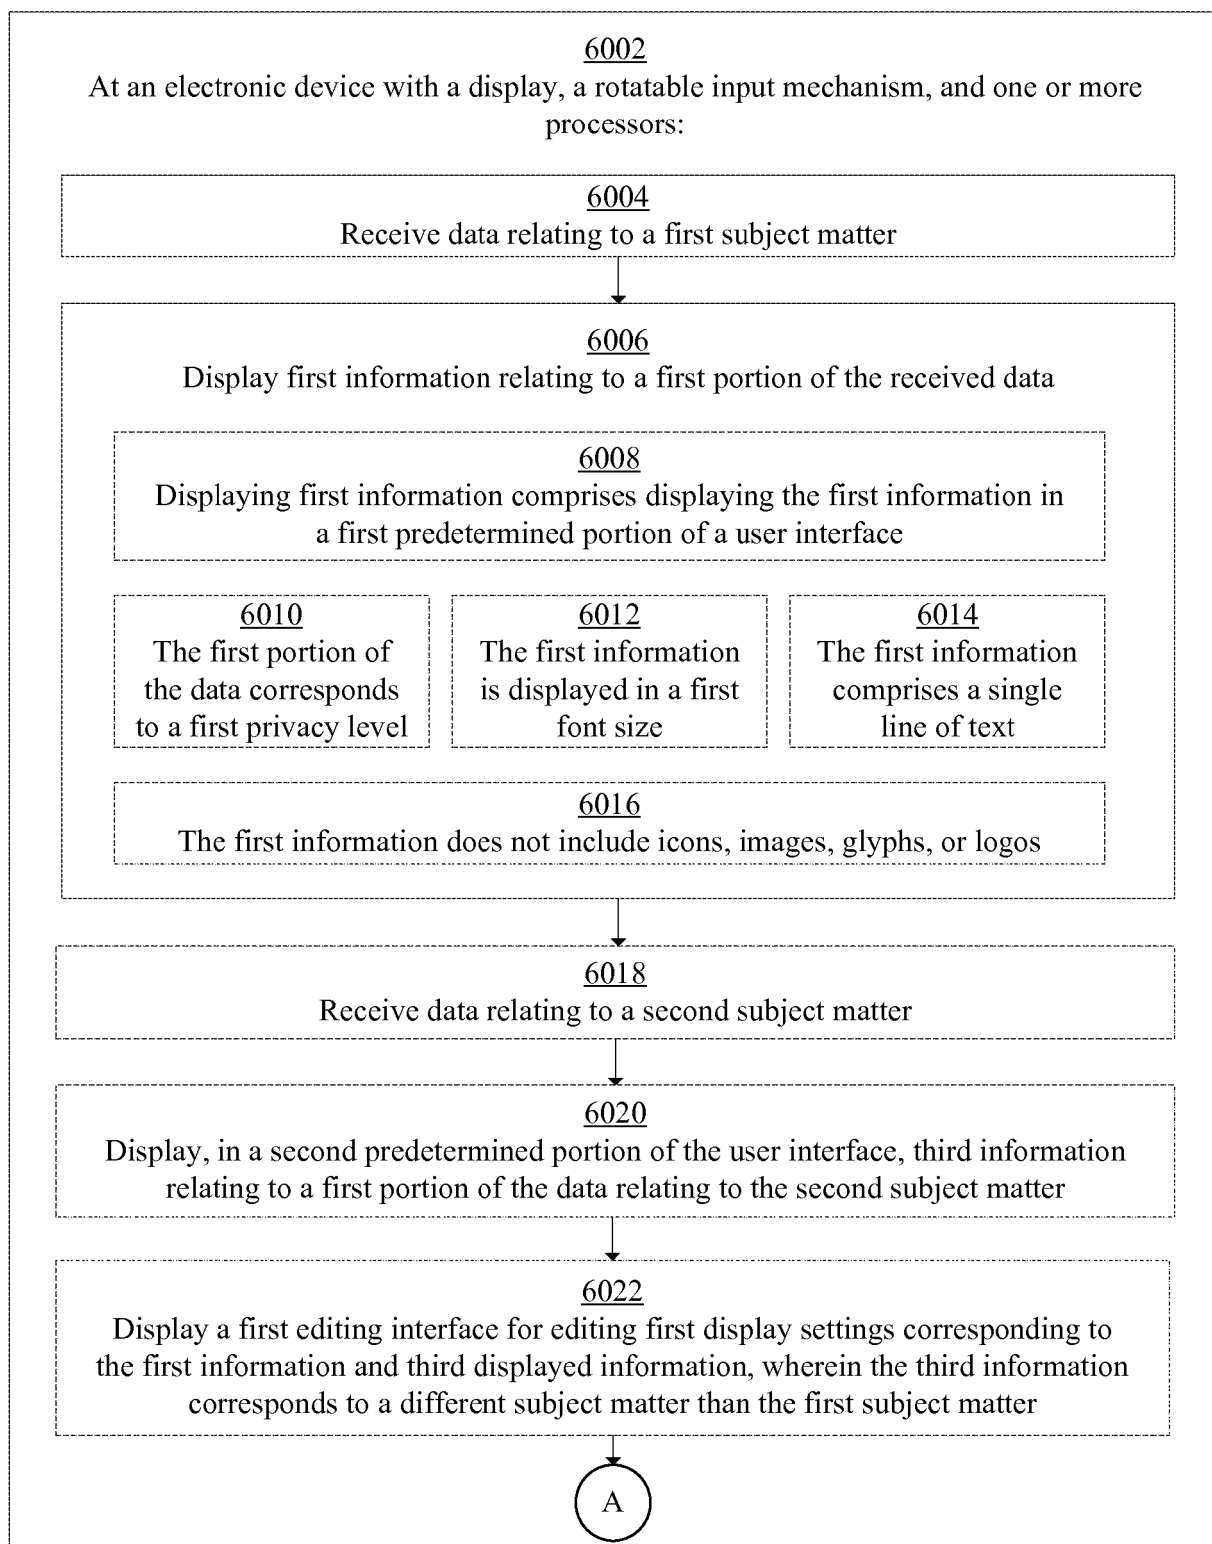 6002
At an electronic device with a display, a rotatable input mechanism, and one or more
processors:
6004
Receive data relating to a first subject matter
6006
Display first information relating to a first portion of the received data
6008
Displaying first information comprises displaying the first information in
a first predetermined portion of a user interface
6010
The first portion of
the data corresponds
to a first privacy level
6012
The first information
is displayed in a first
font size
6014
The first information
comprises a single
line of text
6016
The first information does not include icons, images, glyphs, or logos
6018
Receive data relating to a second subject matter
6020
Display, in a second predetermined portion of the user interface, third information
relating to a first portion of the data relating to the second subject matter
6022
Display a first editing interface for editing first display settings corresponding to
the first information and third displayed information, wherein the third information
corresponds to a different subject matter than the first subject matter
A